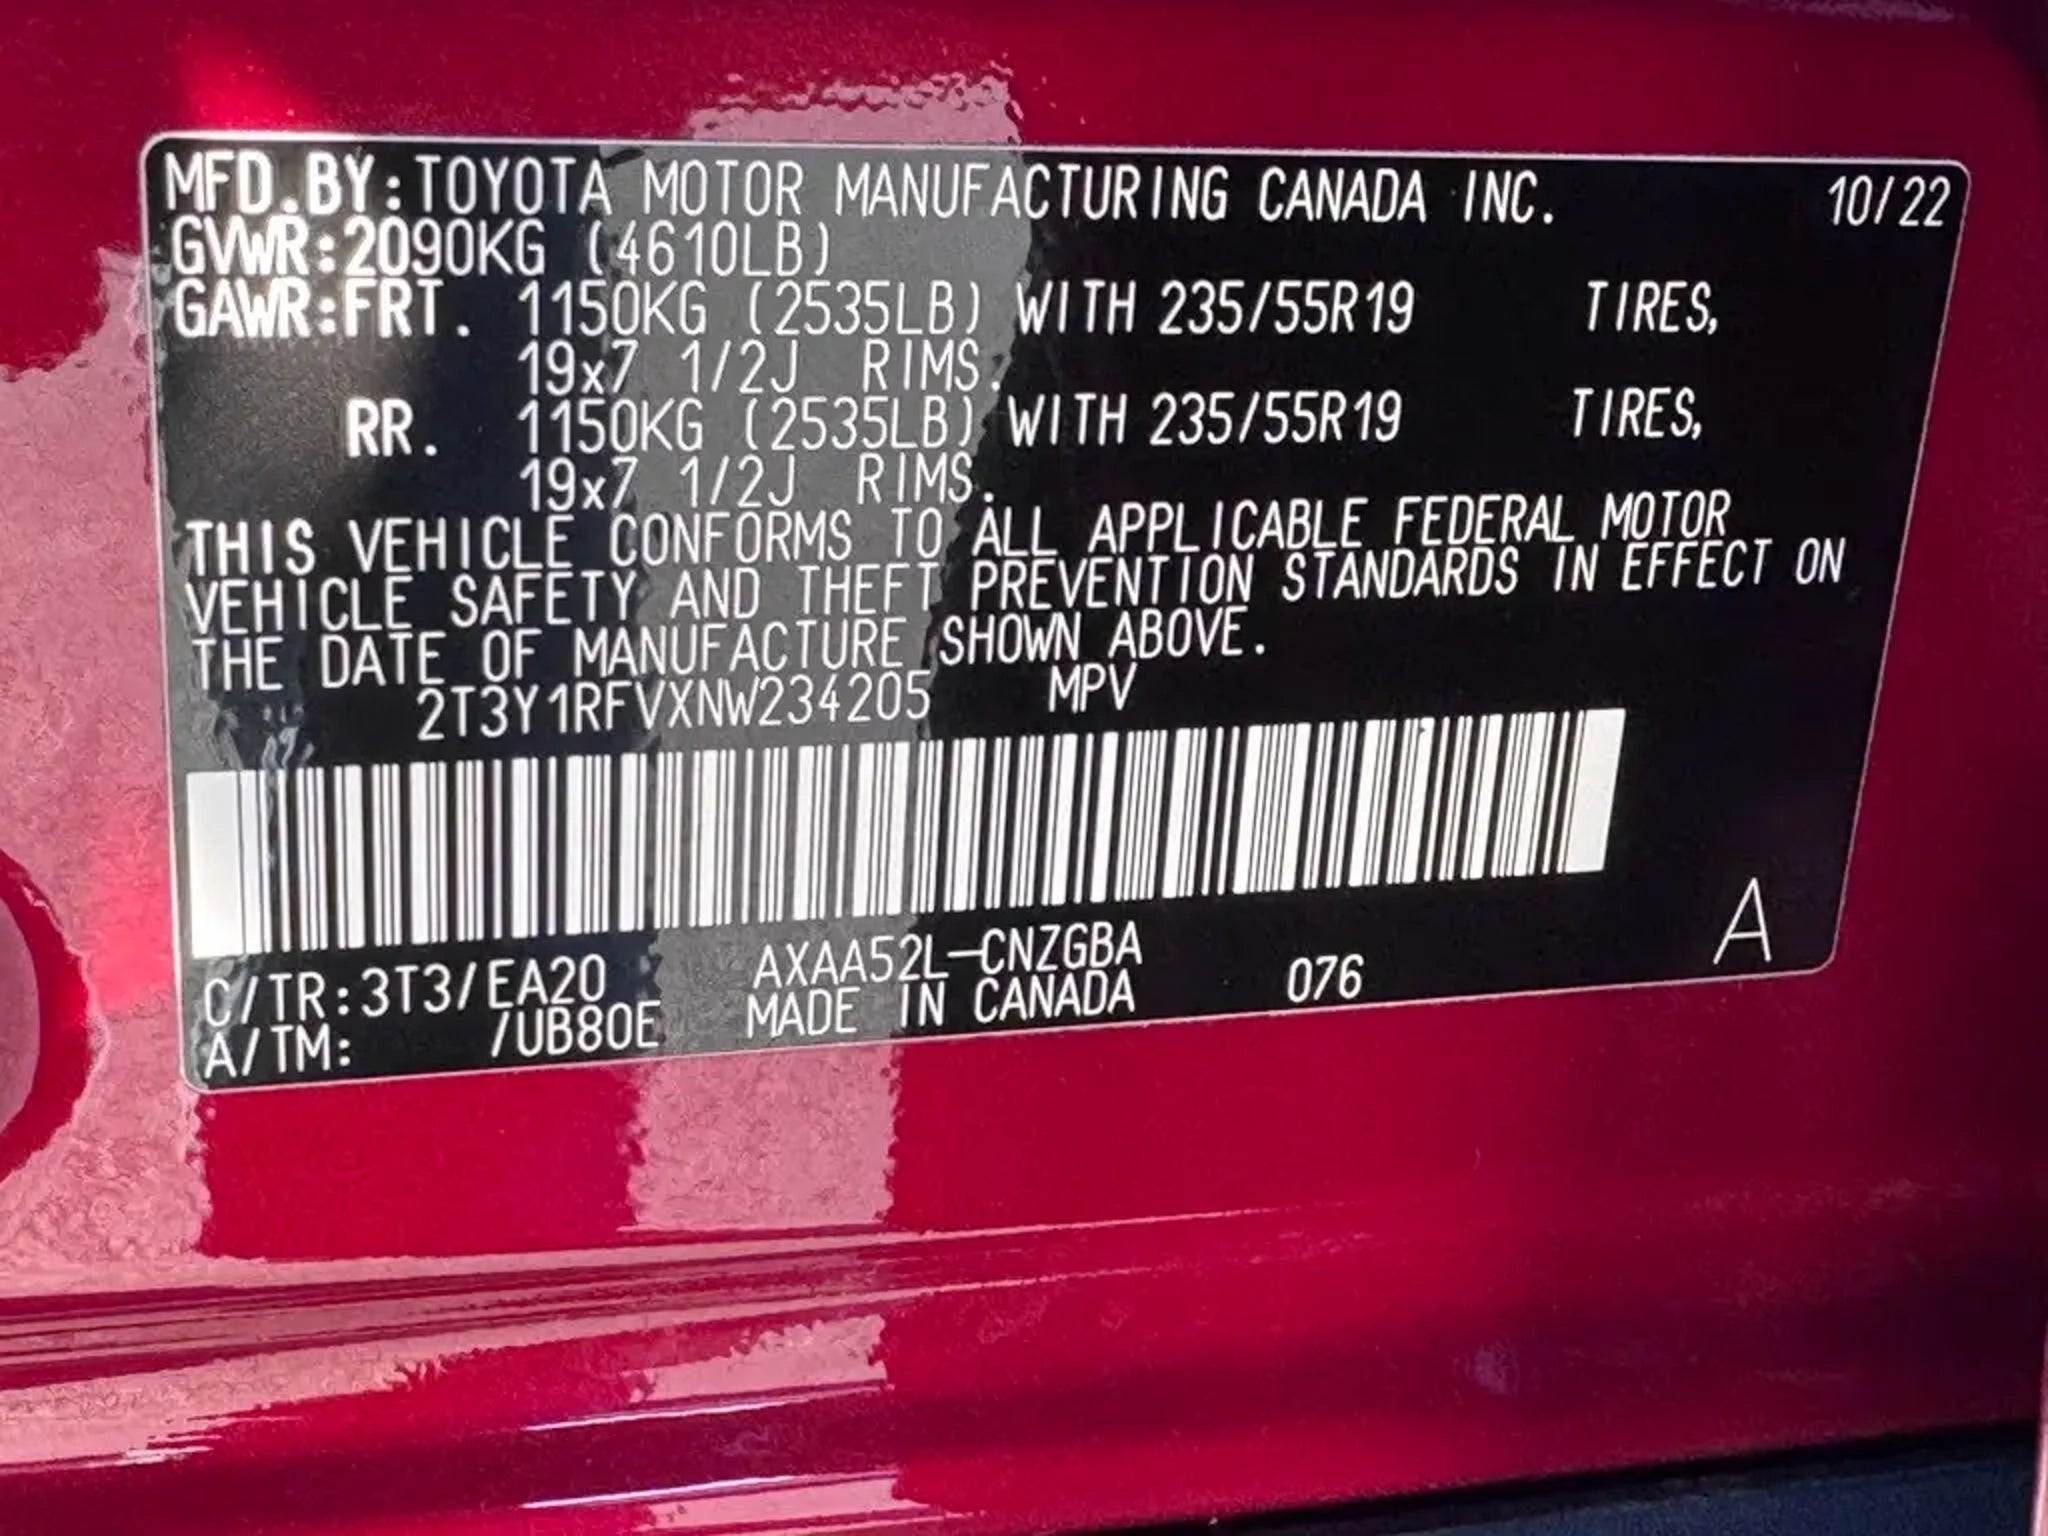 MFD.BY:TOYOTA MOTOR MANUFACTURING CANADA INC. 10/22
GVWR:2090KG (4610LB)
GAWR:FRT. 1150KG (2535LB) WITH 235/55R19 TIRES,
19x7 1/2J RIMS.
RR. 1150KG (2535LB) WITH 235/55R19 TIRES,
19x7 1/2J RIMS.
THIS VEHICLE CONFORMS TO ALL APPLICABLE FEDERAL MOTOR
VEHICLE SAFETY AND THEFT PREVENTION STANDARDS IN EFFECT ON
THE DATE OF MANUFACTURE SHOWN ABOVE.
2T3Y1RFVXNW234205 MPV
C/TR:3T3/EA20 AXAA52L-CNZGBA 076 A
A/TM: /UB80E MADE IN CANADA